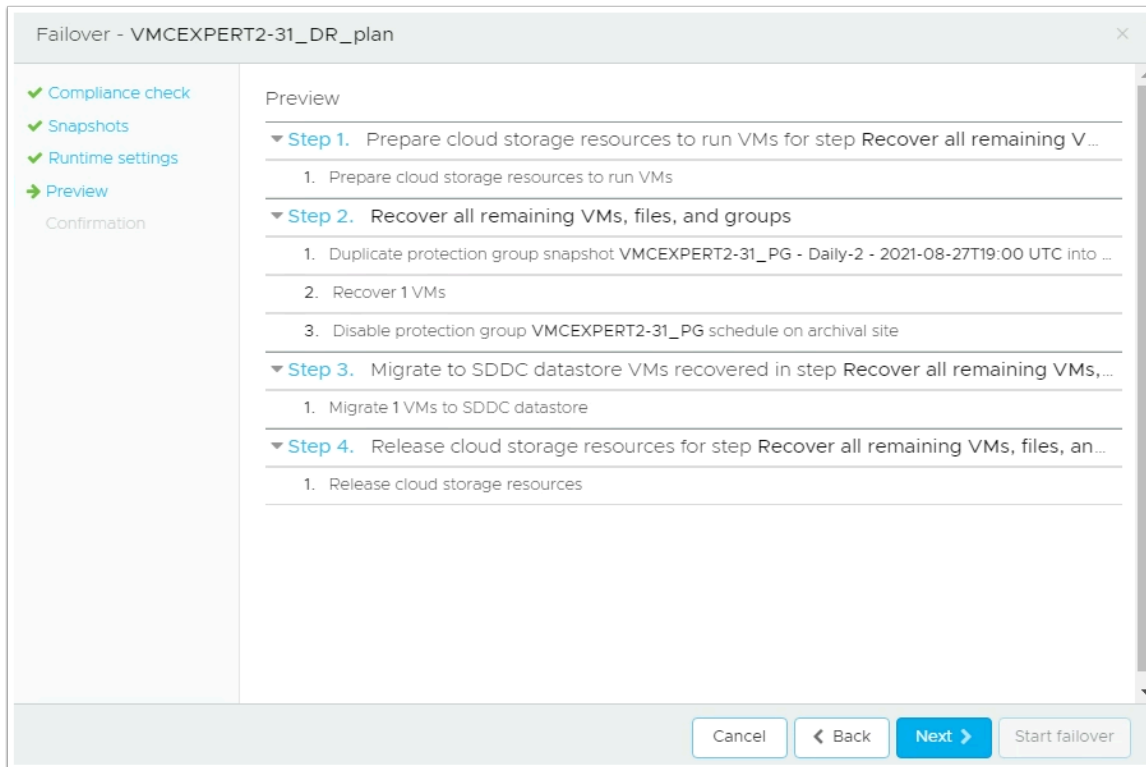 Failover - VMCEXPERT2-31_DR_plan
Compliance check
Snapshots
Runtime settings
Preview
Confirmation
Preview
Step 1. Prepare cloud storage resources to run VMs for step Recover all remaining V...
1. Prepare cloud storage resources to run VMs
Step 2. Recover all remaining VMs, files, and groups
1. Duplicate protection group snapshot VMCEXPERT2-31_PG - Daily-2 - 2021-08-27T19:00 UTC into ...
2. Recover 1 VMs
3. Disable protection group VMCEXPERT2-31_PG schedule on archival site
Step 3. Migrate to SDDC datastore VMs recovered in step Recover all remaining VMs,...
1. Migrate 1 VMs to SDDC datastore
Step 4. Release cloud storage resources for step Recover all remaining VMs, files, an...
1. Release cloud storage resources
Cancel Back Next Start failover